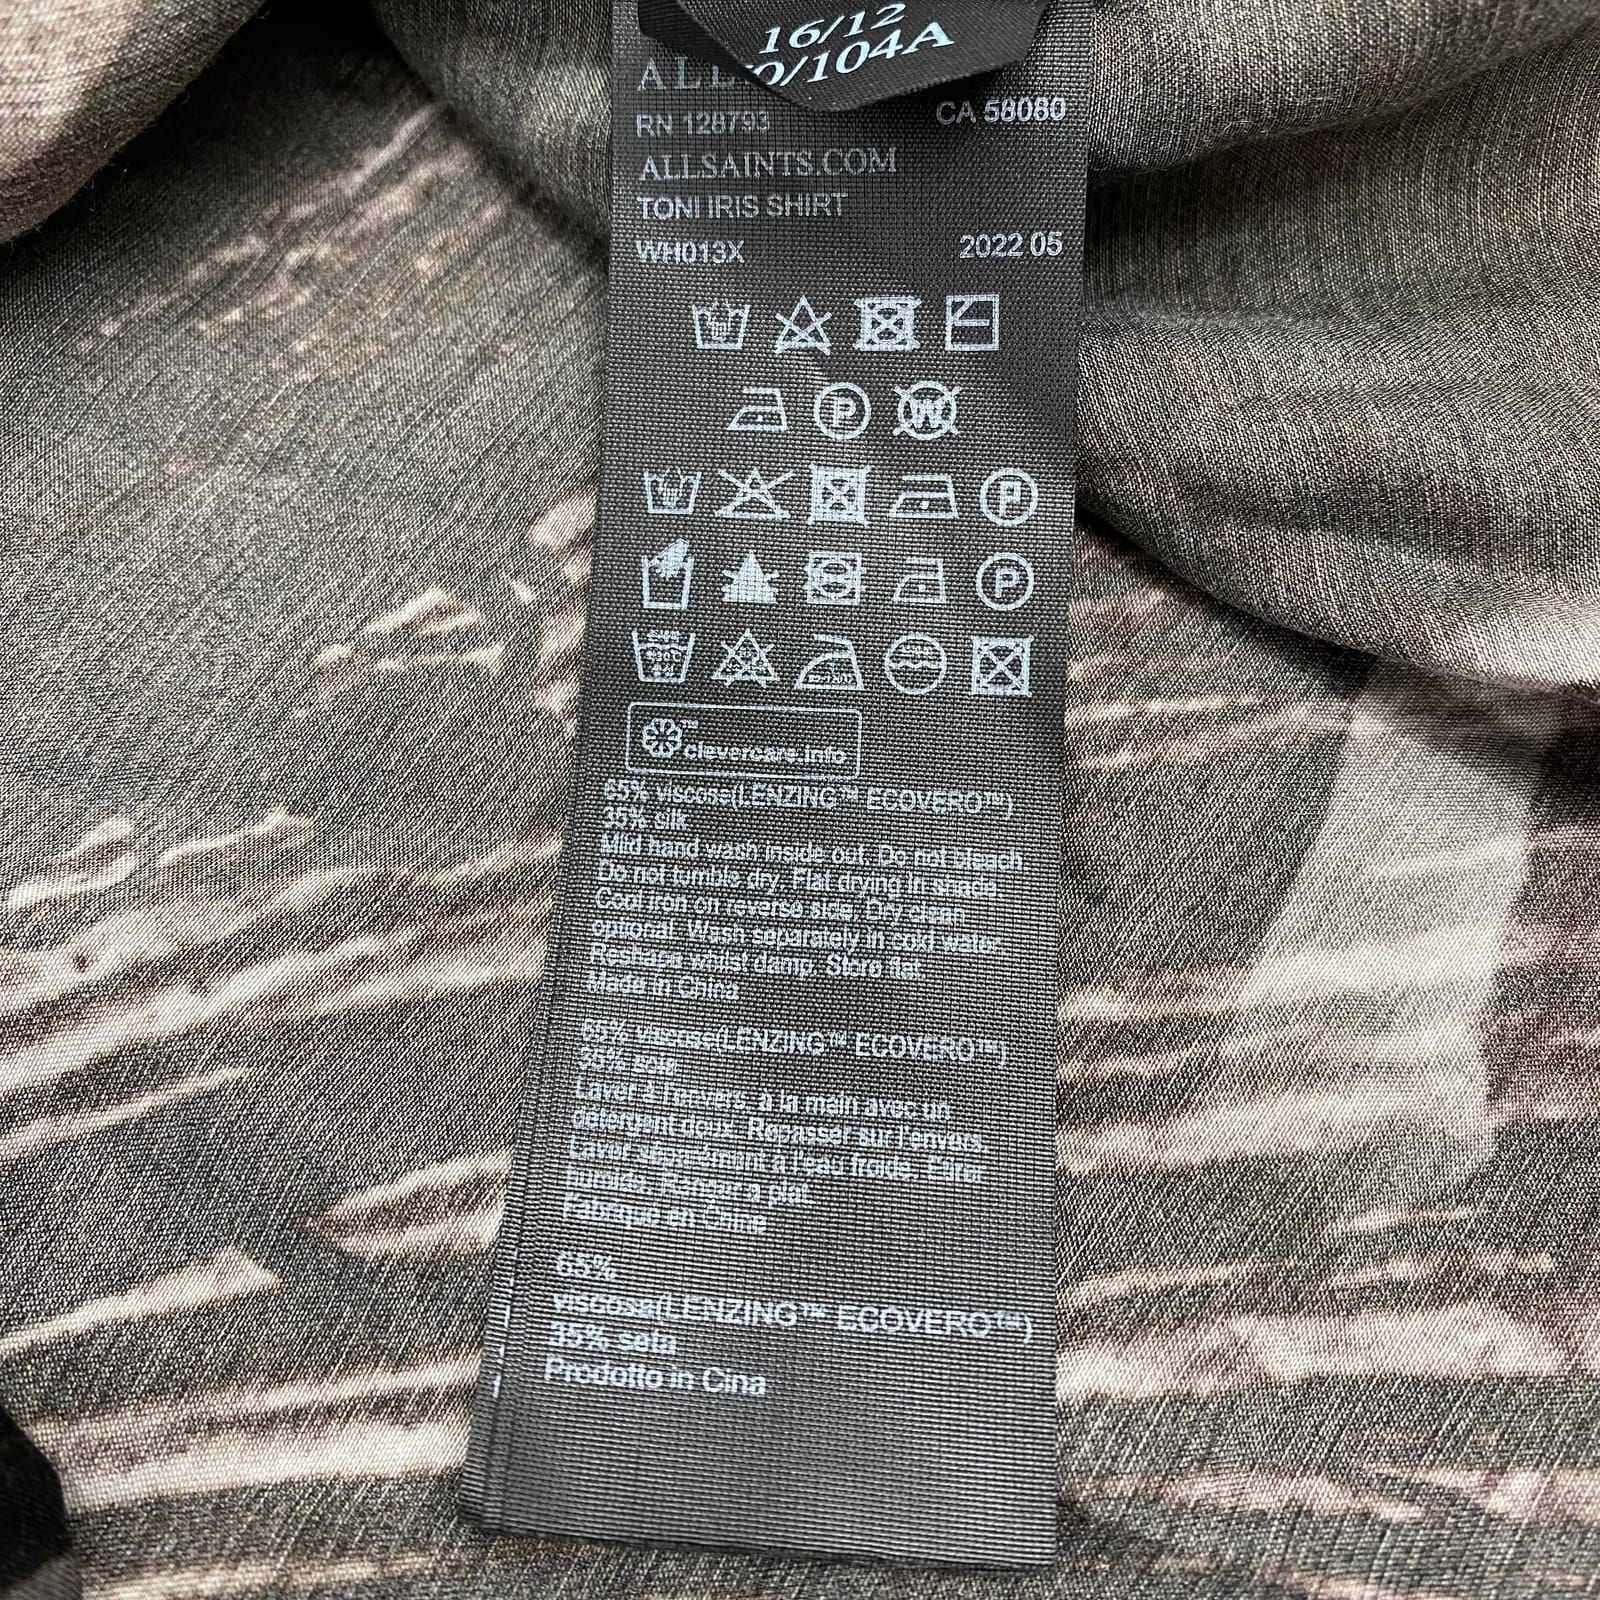 16/12
0/104A
ALL
RN 128793 CA 58080
ALLSAINTS.COM
TONI IRIS SHIRT
WH013X 2022 05
P W
P
P
™clevercare.info
65% viscose(LENZING™ ECOVERO™)
35% silk
Mild hand wash inside out. Do not bleach
Do not tumble dry. Flat drying in shade.
Cool iron on reverse side. Dry clean
optional. Wash separately in cold water.
Reshape whilst damp. Store flat.
Made in China
65% viscose(LENZING™ ECOVERO™)
35% soie
Laver à l'envers, à la main avec un
détergent doux. Repasser sur l'envers.
Laver séparément à l'eau froide. Etirer
humide. Ranger à plat.
Fabriqué en Chine
65%
viscosa(LENZING™ ECOVERO™)
35% seta
Prodotto in Cina